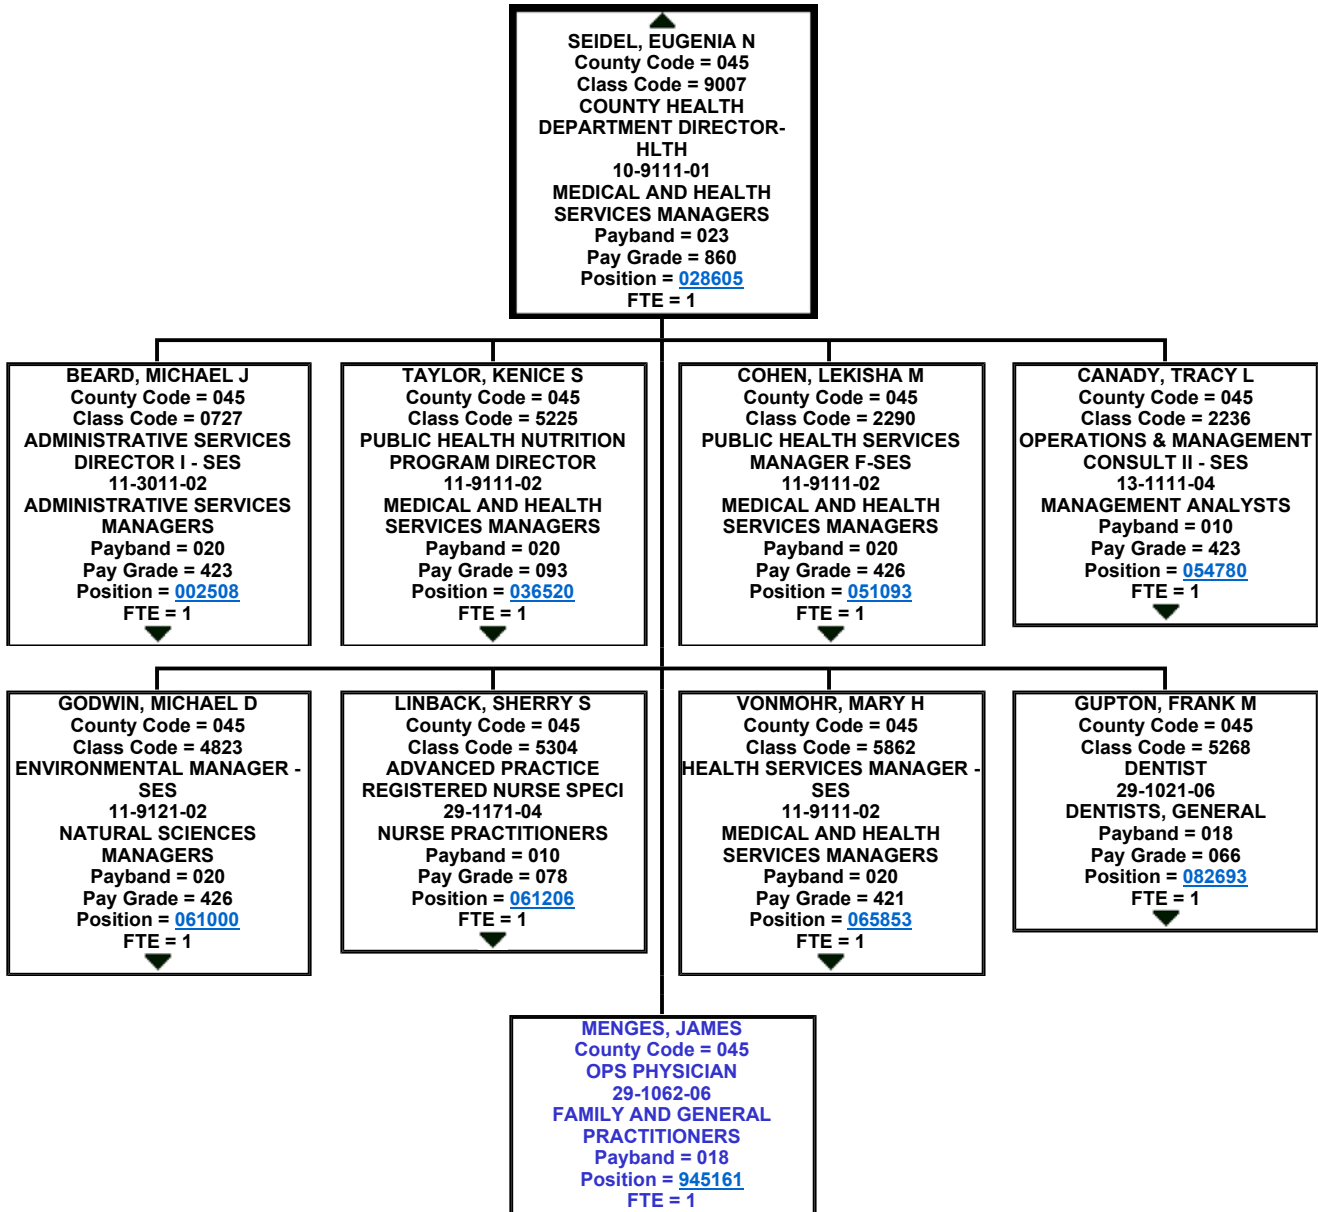 SEIDEL, EUGENIA N
County Code = 045
Class Code = 9007
COUNTY HEALTH
DEPARTMENT DIRECTOR-
HLTH
10-9111-01
MEDICAL AND HEALTH
SERVICES MANAGERS
Payband = 023
Pay Grade = 860
Position = 028605
FTE = 1
BEARD, MICHAEL J
County Code = 045
Class Code = 0727
ADMINISTRATIVE SERVICES
DIRECTOR I - SES
11-3011-02
ADMINISTRATIVE SERVICES
MANAGERS
Payband = 020
Pay Grade = 423
Position = 002508
FTE = 1
TAYLOR, KENICE S
County Code = 045
Class Code = 5225
PUBLIC HEALTH NUTRITION
PROGRAM DIRECTOR
11-9111-02
MEDICAL AND HEALTH
SERVICES MANAGERS
Payband = 020
Pay Grade = 093
Position = 036520
FTE = 1
COHEN, LEKISHA M
County Code = 045
Class Code = 2290
PUBLIC HEALTH SERVICES
MANAGER F-SES
11-9111-02
MEDICAL AND HEALTH
SERVICES MANAGERS
Payband = 020
Pay Grade = 426
Position = 051093
FTE = 1
CANADY, TRACY L
County Code = 045
Class Code = 2236
OPERATIONS & MANAGEMENT
CONSULT II - SES
13-1111-04
MANAGEMENT ANALYSTS
Payband = 010
Pay Grade = 423
Position = 054780
FTE = 1
GODWIN, MICHAEL D
County Code = 045
Class Code = 4823
ENVIRONMENTAL MANAGER -
SES
11-9121-02
NATURAL SCIENCES
MANAGERS
Payband = 020
Pay Grade = 426
Position = 061000
FTE = 1
LINBACK, SHERRY S
County Code = 045
Class Code = 5304
ADVANCED PRACTICE
REGISTERED NURSE SPECI
29-1171-04
NURSE PRACTITIONERS
Payband = 010
Pay Grade = 078
Position = 061206
FTE = 1
VONMOHR, MARY H
County Code = 045
Class Code = 5862
HEALTH SERVICES MANAGER -
SES
11-9111-02
MEDICAL AND HEALTH
SERVICES MANAGERS
Payband = 020
Pay Grade = 421
Position = 065853
FTE = 1
GUPTON, FRANK M
County Code = 045
Class Code = 5268
DENTIST
29-1021-06
DENTISTS, GENERAL
Payband = 018
Pay Grade = 066
Position = 082693
FTE = 1
MENGES, JAMES
County Code = 045
OPS PHYSICIAN
29-1062-06
FAMILY AND GENERAL
PRACTITIONERS
Payband = 018
Position = 945161
FTE = 1